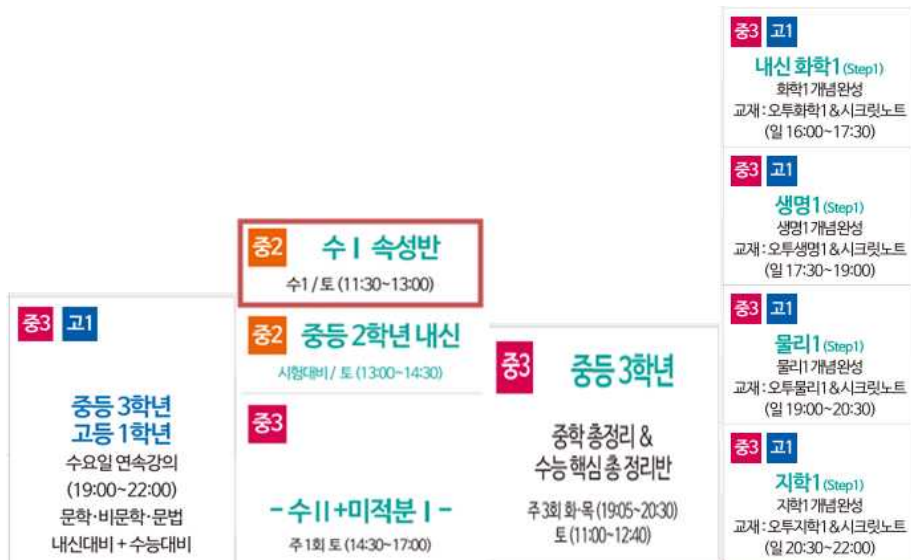 중3 고1
중등 3학년
고등 1학년
수요일 연속강의
(19:00~22:00)
문학·비문학·문법
내신대비 + 수능대비
중2 수Ⅰ 속성반
수1 / 토 (11:30~13:00)
중2 중등 2학년 내신
시험대비 / 토 (13:00~14:30)
중3
- 수II+미적분Ⅰ-
주1회 토 (14:30~17:00)
중3 중등 3학년
중학 총정리 &
수능 핵심 총 정리반
주3회 화·목 (19:05~20:30)
토 (11:00~12:40)
중3 고1
내신 화학1 (Step1)
화학1 개념완성
교재 : 오투화학1&시크릿노트
(일 16:00~17:30)
중3 고1
생명1 (Step1)
생명1 개념완성
교재 : 오투생명1&시크릿노트
(일 17:30~19:00)
중3 고1
물리1 (Step1)
물리1 개념완성
교재 : 오투물리1&시크릿노트
(일 19:00~20:30)
중3 고1
지학1 (Step1)
지학1 개념완성
교재 : 오투지학1&시크릿노트
(일 20:30~22:00)